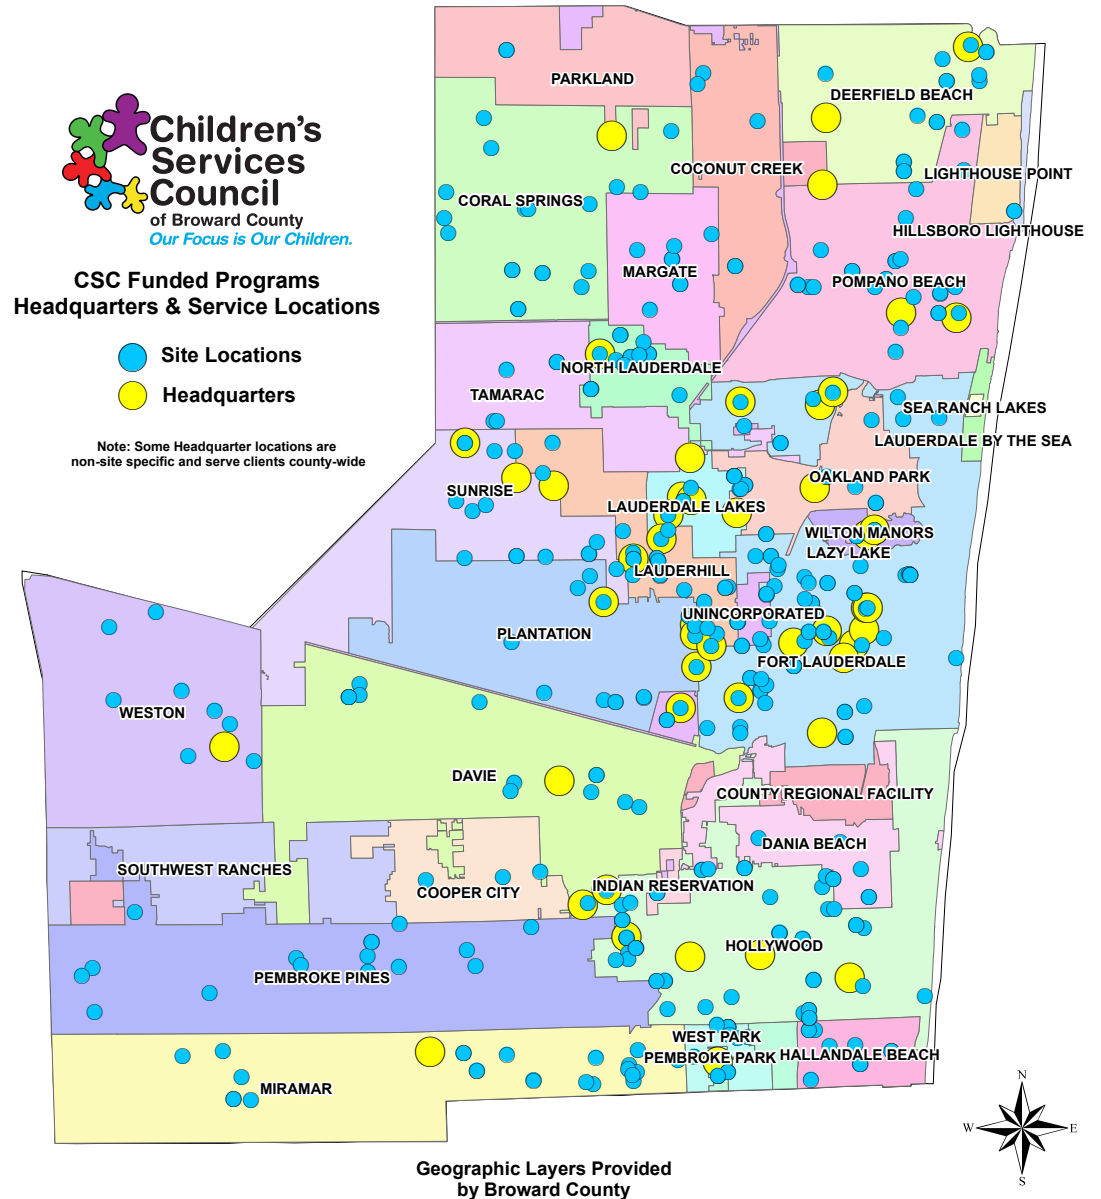 Children's
Services
Council
of Broward County
Our Focus is Our Children.
CSC Funded Programs
Headquarters & Service Locations
Site Locations
Headquarters
Note: Some Headquarter locations are
non-site specific and serve clients county-wide
PARKLAND
DEERFIELD BEACH
COCONUT CREEK
LIGHTHOUSE POINT
CORAL SPRINGS
HILLSBORO LIGHTHOUSE
MARGATE
POMPANO BEACH
NORTH LAUDERDALE
TAMARAC
SEA RANCH LAKES
LAUDERDALE BY THE SEA
OAKLAND PARK
SUNRISE
LAUDERDALE LAKES
WILTON MANORS
LAZY LAKE
LAUDERHILL
UNINCORPORATED
PLANTATION
FORT LAUDERDALE
WESTON
DAVIE
COUNTY REGIONAL FACILITY
DANIA BEACH
SOUTHWEST RANCHES
INDIAN RESERVATION
COOPER CITY
HOLLYWOOD
PEMBROKE PINES
WEST PARK
PEMBROKE PARK
HALLANDALE BEACH
MIRAMAR
N
W
E
S
Geographic Layers Provided
by Broward County